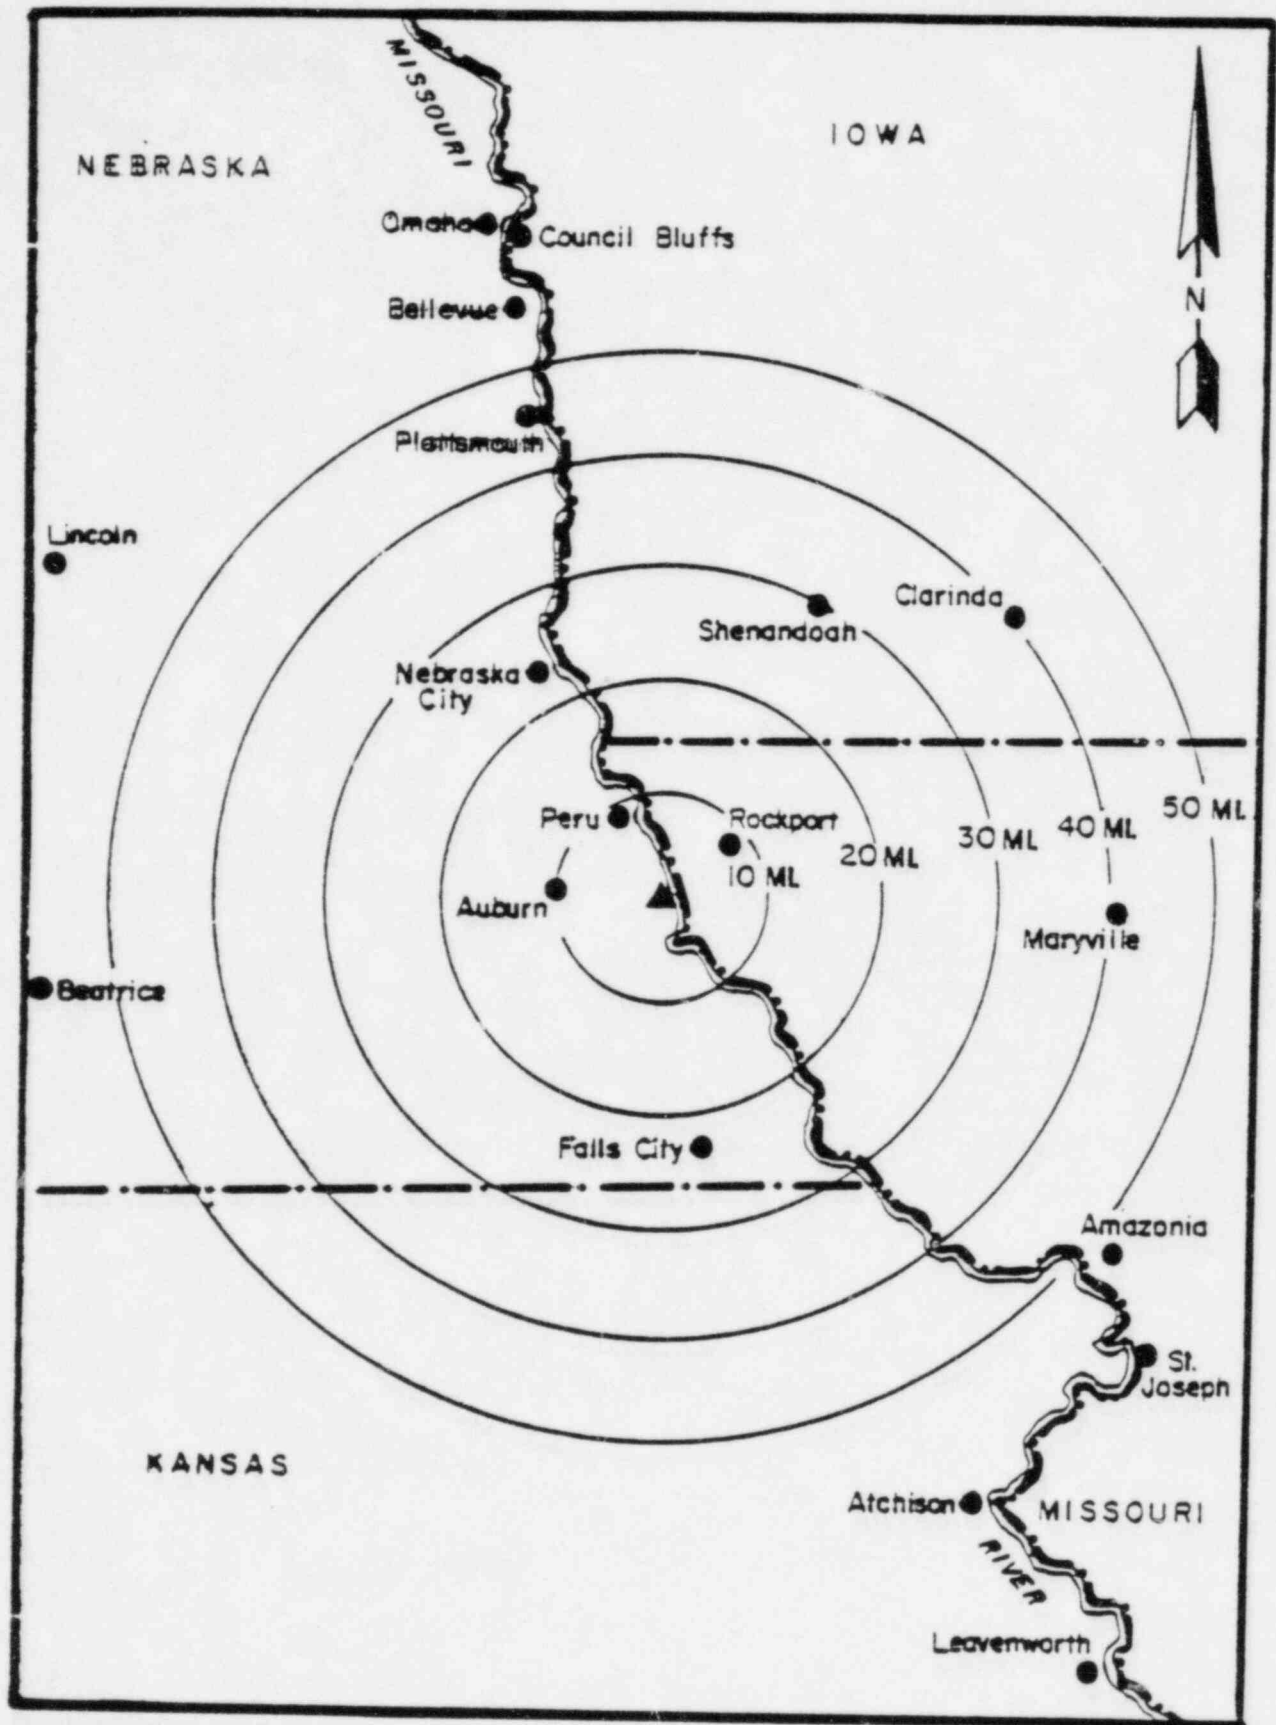 MISSOURI
IOWA
NEBRASKA
Omaha
Council Bluffs
N
Bellevue
Plattsmouth
Lincoln
Clarinda
Shenandoah
Nebraska
City
50 ML
Peru
Rockport
40 ML
30 ML
20 ML
10 ML
Auburn
Maryville
Beatrice
Falls City
Amazonia
St.
Joseph
KANSAS
Atchison
MISSOURI
RIVER
Leavenworth